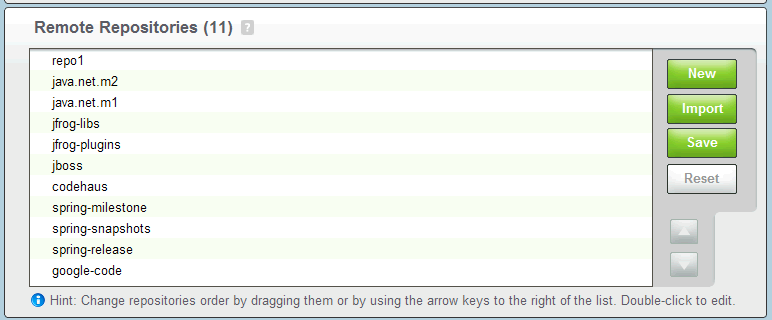 Remote Repositories (11) ?
repo1
java.net.m2
java.net.m1
jfrog-libs
jfrog-plugins
jboss
codehaus
spring-milestone
spring-snapshots
spring-release
google-code
New
Import
Save
Reset
Hint: Change repositories order by dragging them or by using the arrow keys to the right of the list. Double-click to edit.